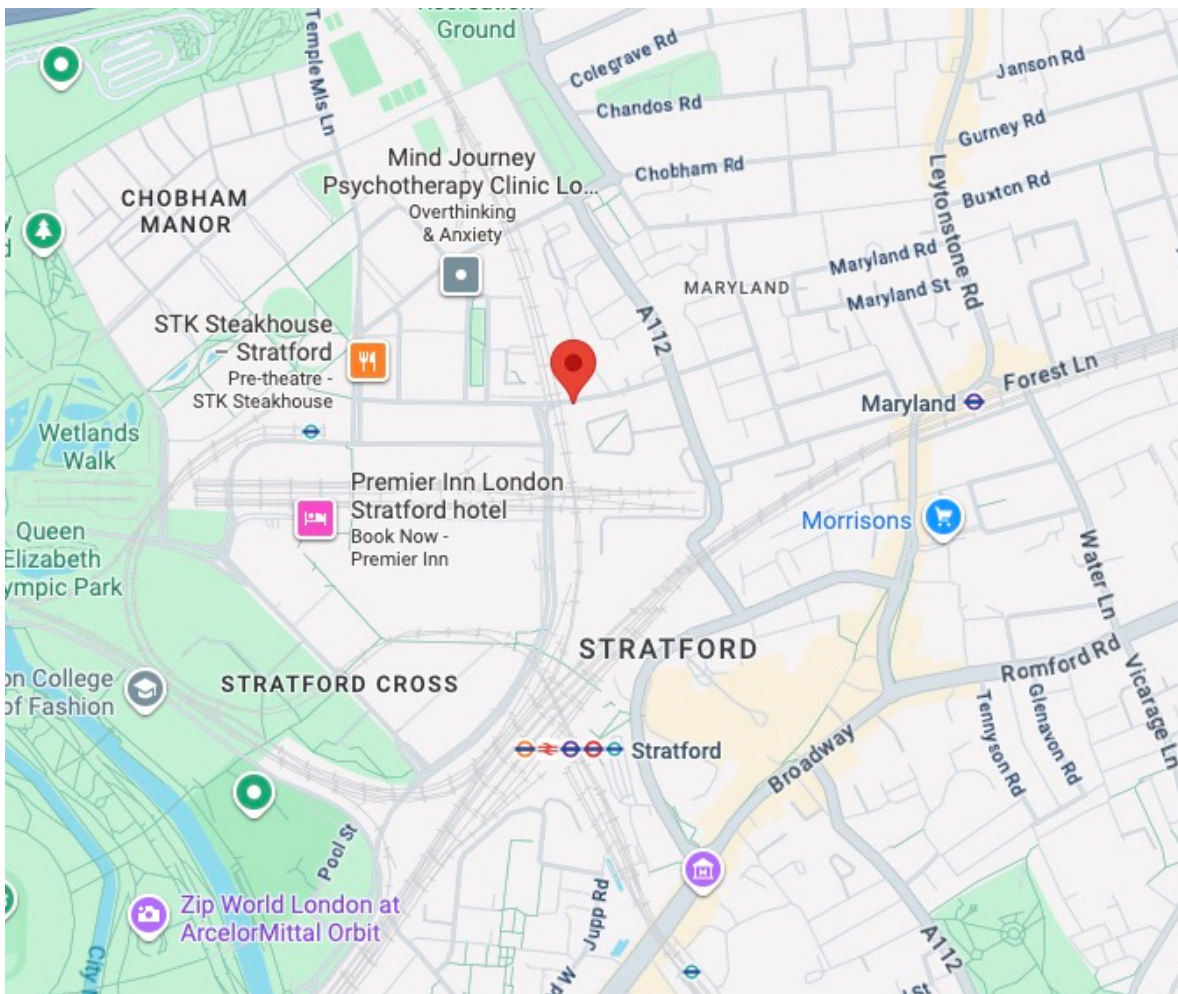 Recreation
Ground
Temple Mls Ln
Colegrave Rd
Janson Rd
Chandos Rd
Gurney Rd
Mind Journey
Psychotherapy Clinic Lo...
Overthinking
& Anxiety
Chobham Rd
Leytonstone Rd
Buxton Rd
CHOBHAM
MANOR
Maryland Rd
MARYLAND
Maryland St
A112
STK Steakhouse
– Stratford
Pre-theatre -
STK Steakhouse
Forest Ln
Maryland
Wetlands
Walk
Premier Inn London
Stratford hotel
Book Now -
Premier Inn
Morrisons
Queen
Elizabeth
ympic Park
Water Ln
STRATFORD
Romford Rd
on College
of Fashion
STRATFORD CROSS
Vicarage Ln
Tennyson Rd
Glenavon Rd
Stratford
Broadway
Pool St
Zip World London at
ArcelorMittal Orbit
Jupp Rd
A112
City
d W
St